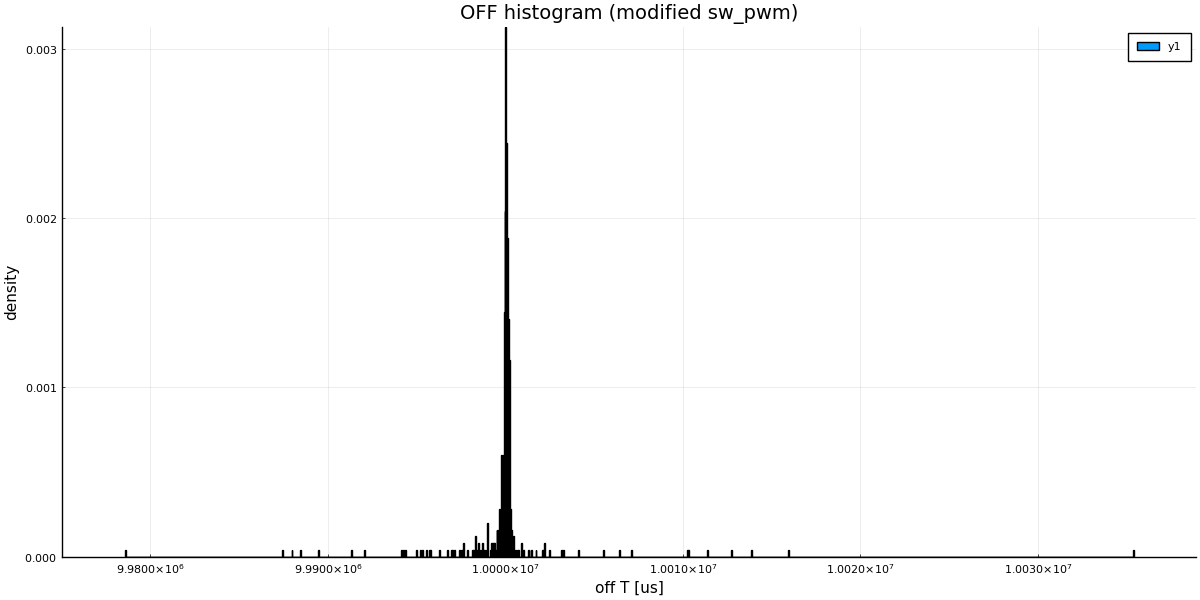 OFF histogram (modified sw_pwm)
y1
0.003
0.002
0.001
0.000
density
9.9800×10⁶ 9.9900×10⁶ 1.0000×10⁷ 1.0010×10⁷ 1.0020×10⁷ 1.0030×10⁷
off T [us]